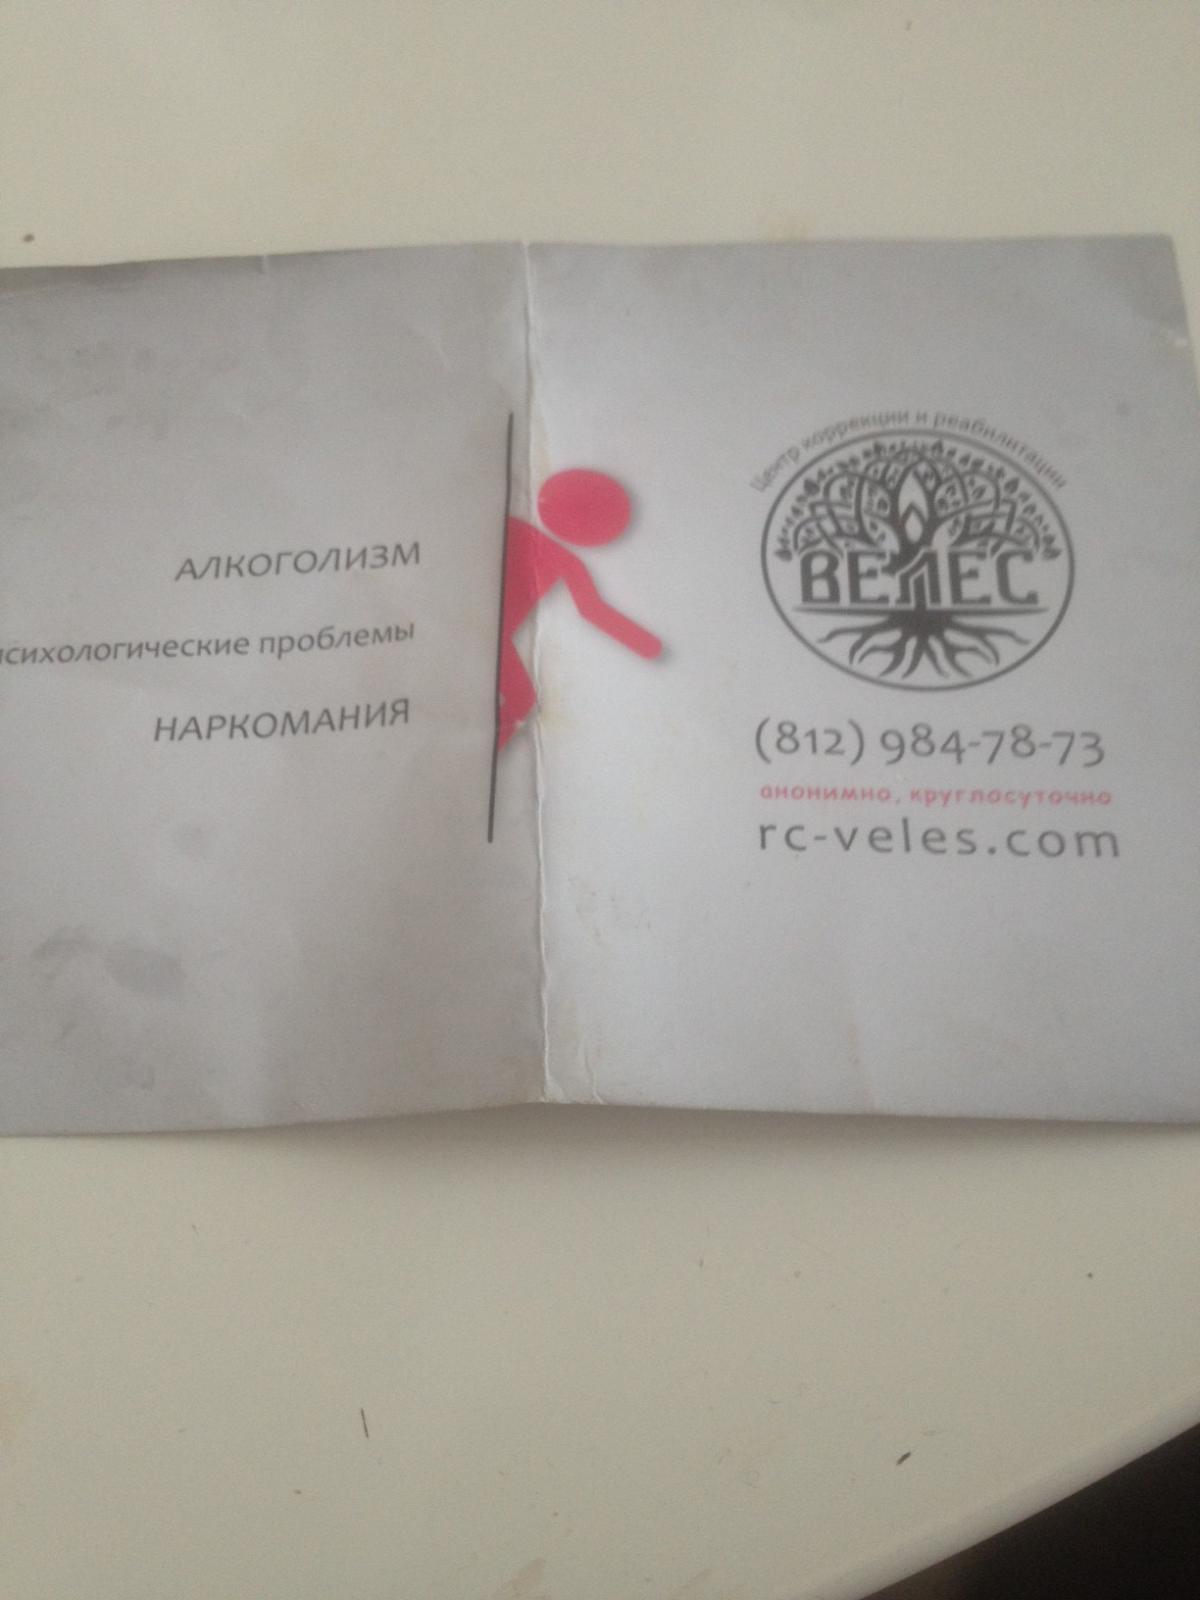 АЛКОГОЛИЗМ
сихологические проблемы
НАРКОМАНИЯ
Центр коррекции и реабилитации
ВЕЛЕС
(812) 984-78-73
анонимно, круглосуточно
rc-veles.com